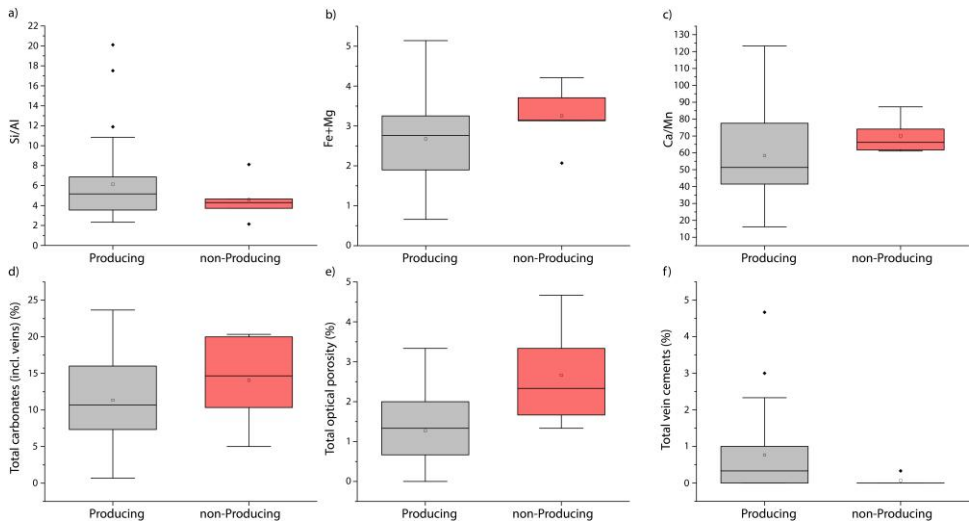 a)
Si/Al
22
20
18
16
14
12
10
8
6
4
2
0
Producing
non-Producing
b)
Fe+Mg
5
4
3
2
1
0
Producing
non-Producing
c)
Ca/Mn
130
120
110
100
90
80
70
60
50
40
30
20
10
Producing
non-Producing
d)
Total carbonates (incl. veins) (%)
25
20
15
10
5
0
Producing
non-Producing
e)
Total optical porosity (%)
5
4
3
2
1
0
Producing
non-Producing
f)
Total vein cements (%)
5
4
3
2
1
0
Producing
non-Producing